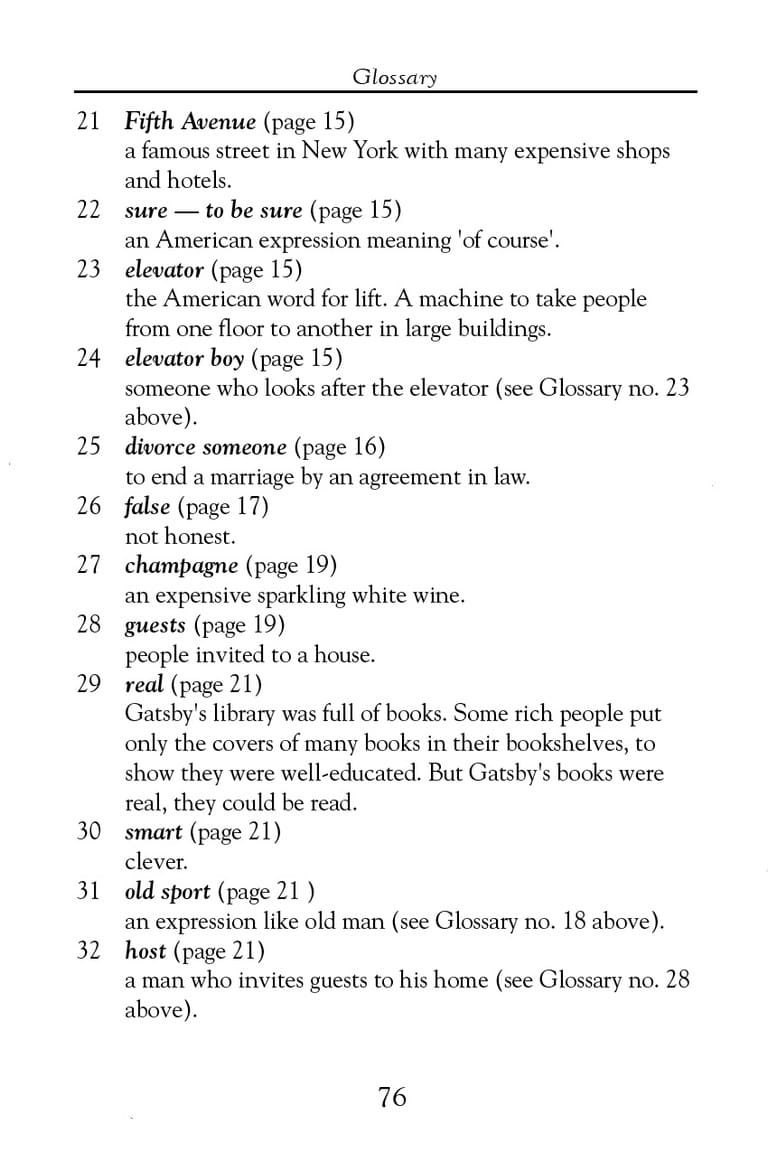 Glossary
21 Fifth Avenue (page 15)
a famous street in New York with many expensive shops
and hotels.
22 sure — to be sure (page 15)
an American expression meaning 'of course'.
23 elevator (page 15)
the American word for lift. A machine to take people
from one floor to another in large buildings.
24 elevator boy (page 15)
someone who looks after the elevator (see Glossary no. 23
above).
25 divorce someone (page 16)
to end a marriage by an agreement in law.
26 false (page 17)
not honest.
27 champagne (page 19)
an expensive sparkling white wine.
28 guests (page 19)
people invited to a house.
29 real (page 21)
Gatsby's library was full of books. Some rich people put
only the covers of many books in their bookshelves, to
show they were well-educated. But Gatsby's books were
real, they could be read.
30 smart (page 21)
clever.
31 old sport (page 21 )
an expression like old man (see Glossary no. 18 above).
32 host (page 21)
a man who invites guests to his home (see Glossary no. 28
above).
76